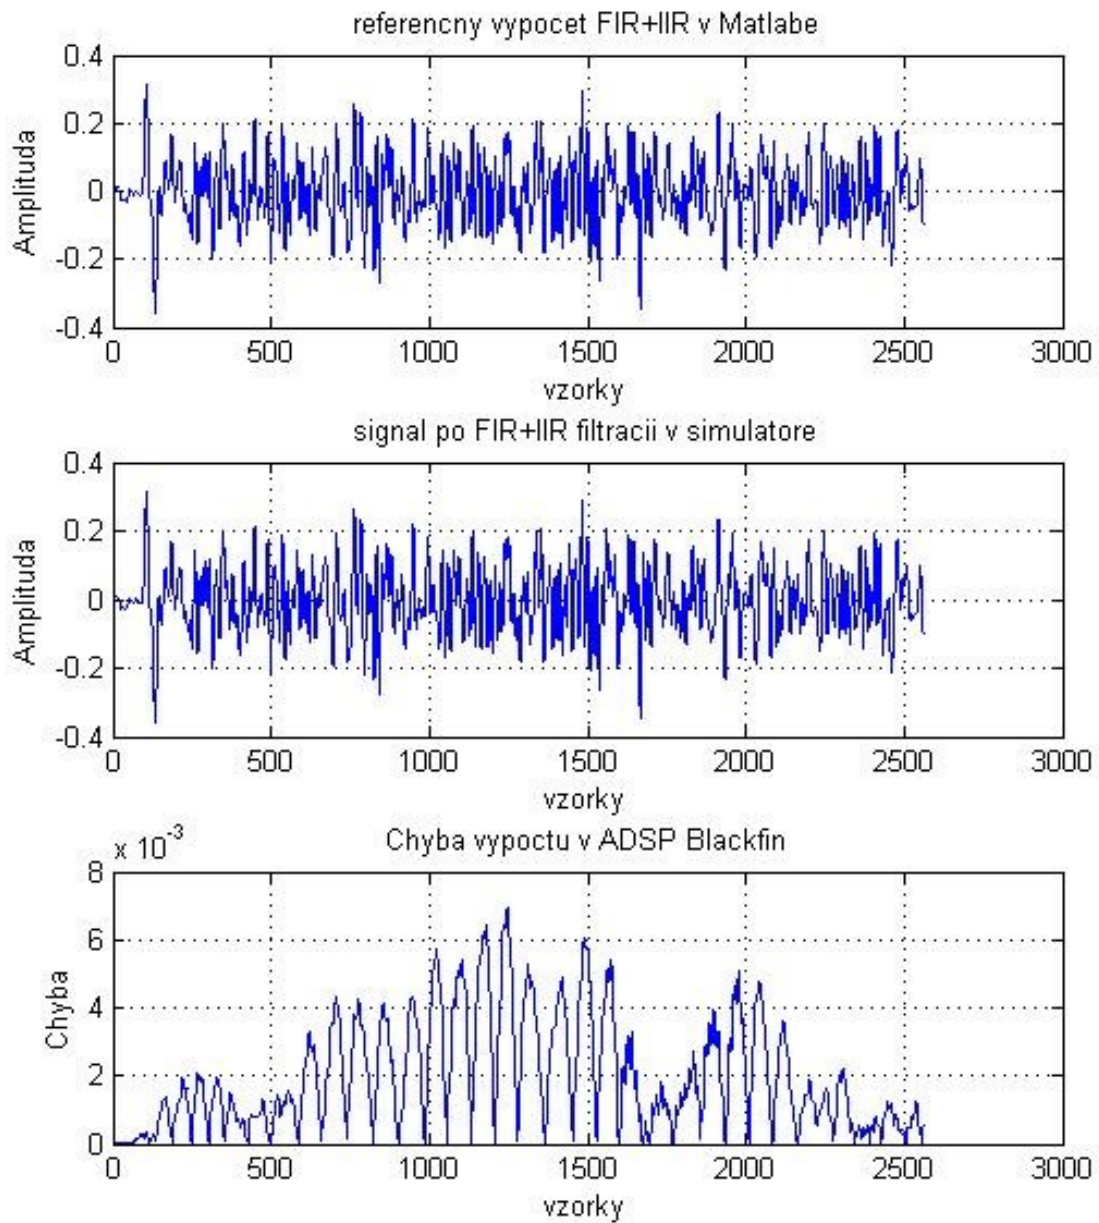 referencny vypocet FIR+IIR v Matlabe
0.4
0.2
0
-0.2
-0.4
Amplituda
0 500 1000 1500 2000 2500 3000
vzorky
signal po FIR+IIR filtracii v simulatore
0.4
0.2
0
-0.2
-0.4
Amplituda
0 500 1000 1500 2000 2500 3000
vzorky
x 10^-3
Chyba vypoctu v ADSP Blackfin
8
6
4
2
0
Chyba
0 500 1000 1500 2000 2500 3000
vzorky